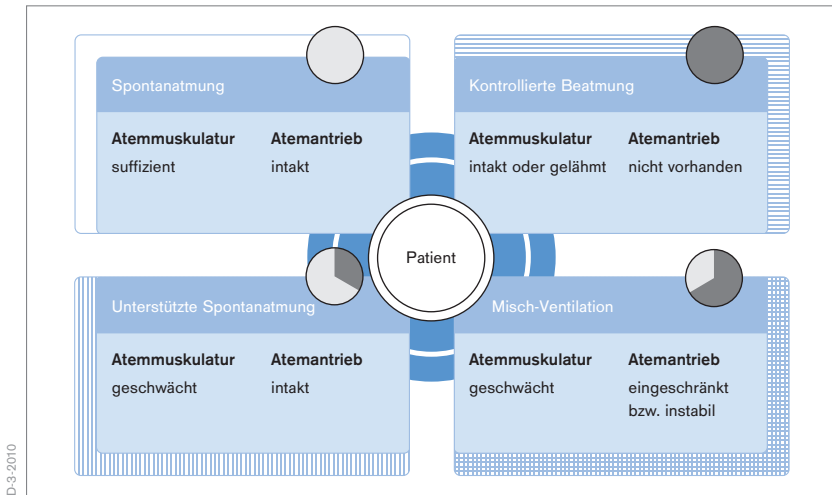 Spontanatmung
Atemmuskulatur Atemantrieb
suffizient intakt
Kontrollierte Beatmung
Atemmuskulatur Atemantrieb
intakt oder gelähmt nicht vorhanden
Patient
Unterstützte Spontanatmung
Atemmuskulatur Atemantrieb
geschwächt intakt
Misch-Ventilation
Atemmuskulatur Atemantrieb
geschwächt eingeschränkt
bzw. instabil
D-3-2010